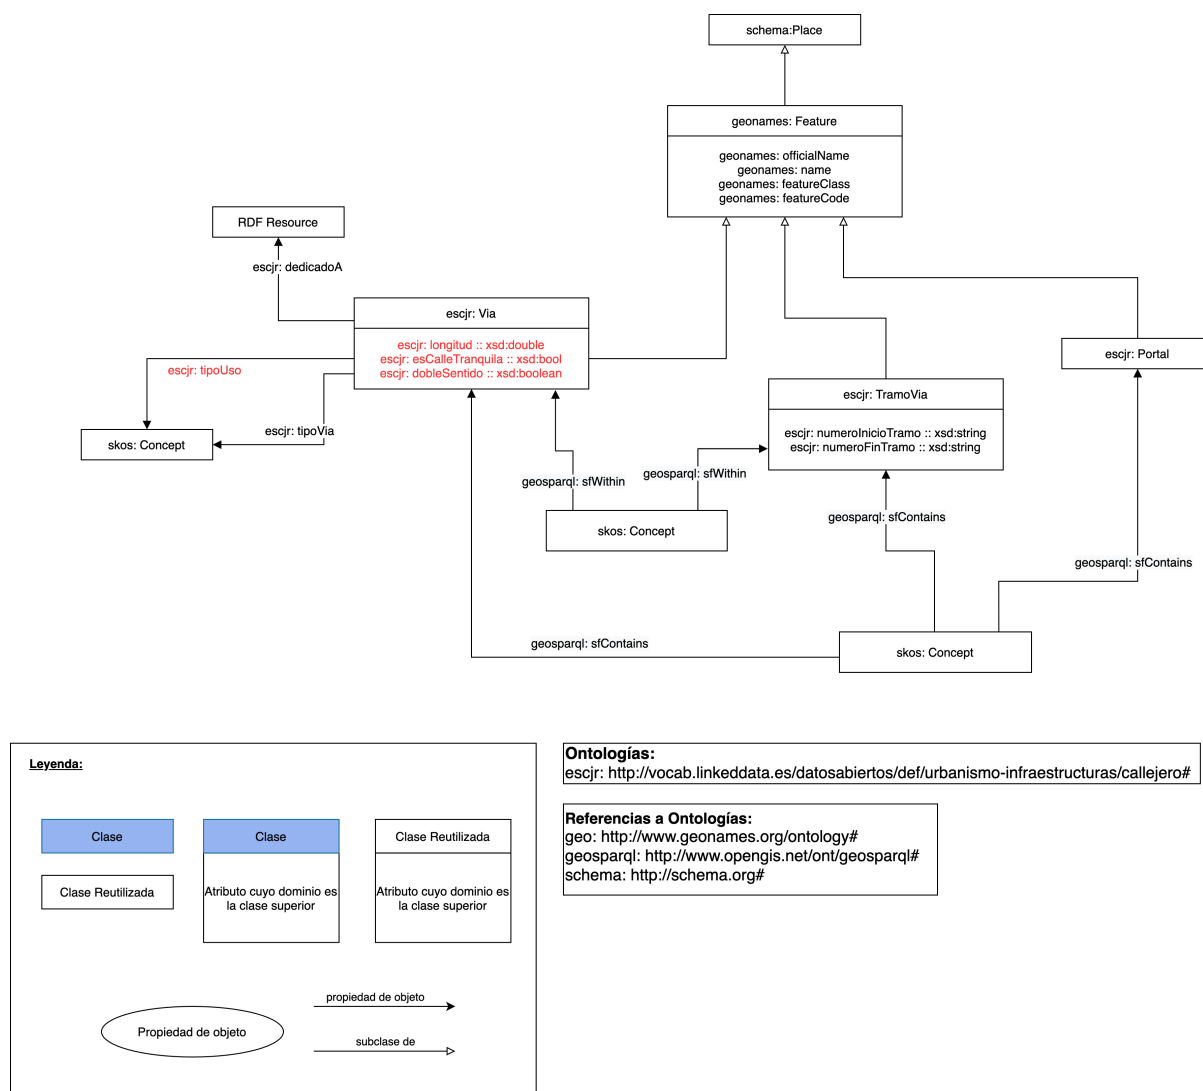 schema:Place
geonames: Feature
geonames: officialName
geonames: name
geonames: featureClass
geonames: featureCode
RDF Resource
escjr: dedicadoA
escjr: Via
escjr: longitud :: xsd:double
escjr: esCalleTranquila :: xsd:bool
escjr: dobleSentido :: xsd:boolean
escjr: Portal
escjr: tipoUso
escjr: TramoVia
escjr: numeroInicioTramo :: xsd:string
escjr: numeroFinTramo :: xsd:string
escjr: tipoVia
skos: Concept
geosparql: sfWithin
geosparql: sfWithin
skos: Concept
geosparql: sfContains
geosparql: sfContains
geosparql: sfContains
skos: Concept
Leyenda:
Clase
Clase
Clase Reutilizada
Clase Reutilizada
Atributo cuyo dominio es
la clase superior
Atributo cuyo dominio es
la clase superior
propiedad de objeto
Propiedad de objeto
subclase de
Ontologías:
escjr: http://vocab.linkeddata.es/datosabiertos/def/urbanismo-infraestructuras/callejero#
Referencias a Ontologías:
geo: http://www.geonames.org/ontology#
geosparql: http://www.opengis.net/ont/geosparql#
schema: http://schema.org#